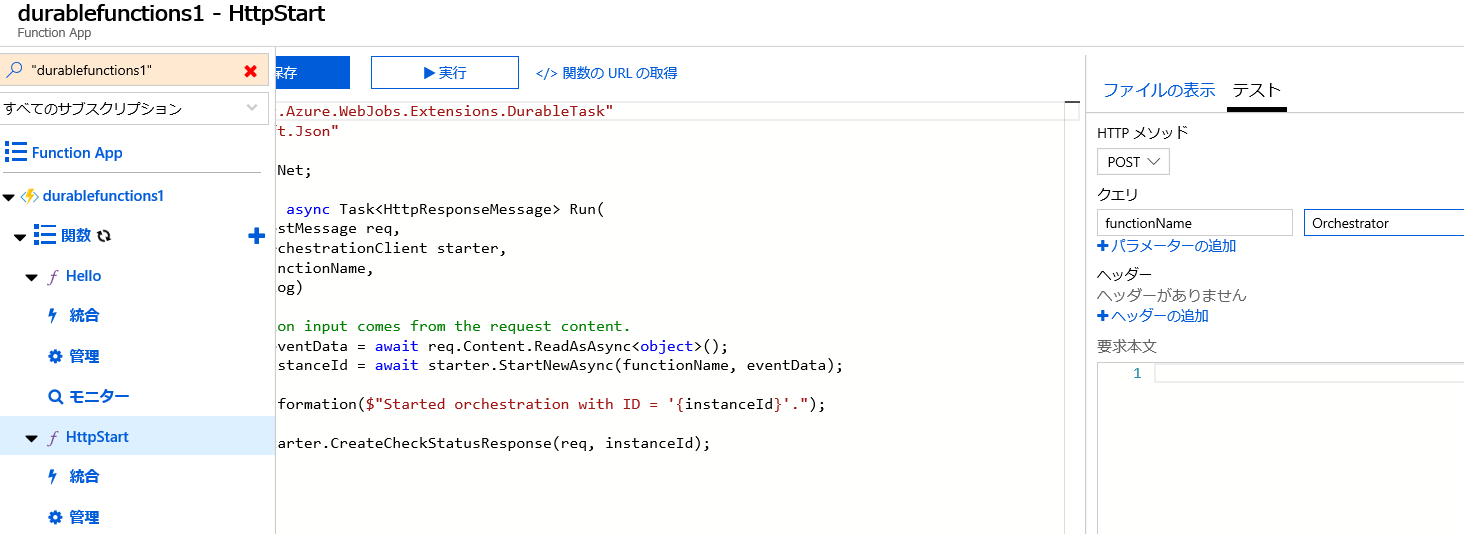 durablefunctions1 - HttpStart
Function App
"durablefunctions1"
すべてのサブスクリプション
Function App
durablefunctions1
関数
Hello
統合
管理
モニター
HttpStart
統合
管理
保存
実行
</> 関数の URL の取得
.Azure.WebJobs.Extensions.DurableTask"
t.Json"
Net;
async Task<HttpResponseMessage> Run(
stMessage req,
rchestrationClient starter,
nctionName,
og)
on input comes from the request content.
eventData = await req.Content.ReadAsAsync<object>();
stanceId = await starter.StartNewAsync(functionName, eventData);
formation($"Started orchestration with ID = '{instanceId}'.");
arter.CreateCheckStatusResponse(req, instanceId);
ファイルの表示 テスト
HTTP メソッド
POST
クエリ
functionName Orchestrator
パラメーターの追加
ヘッダー
ヘッダーがありません
ヘッダーの追加
要求本文
1